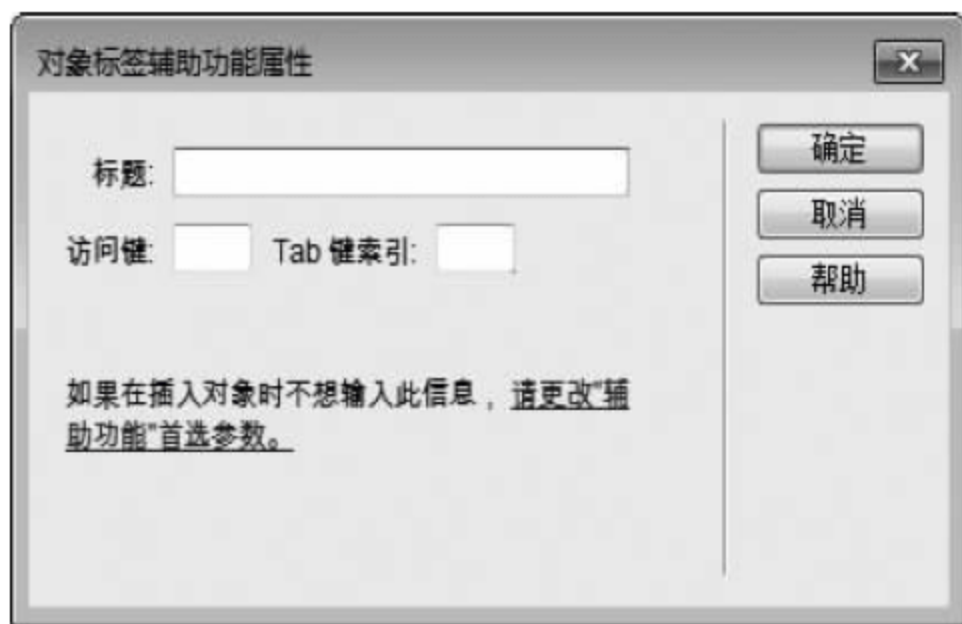 对象标签辅助功能属性
标题:
确定
访问键: Tab 键索引:
取消
帮助
如果在插入对象时不想输入此信息，请更改"辅
助功能"首选参数。